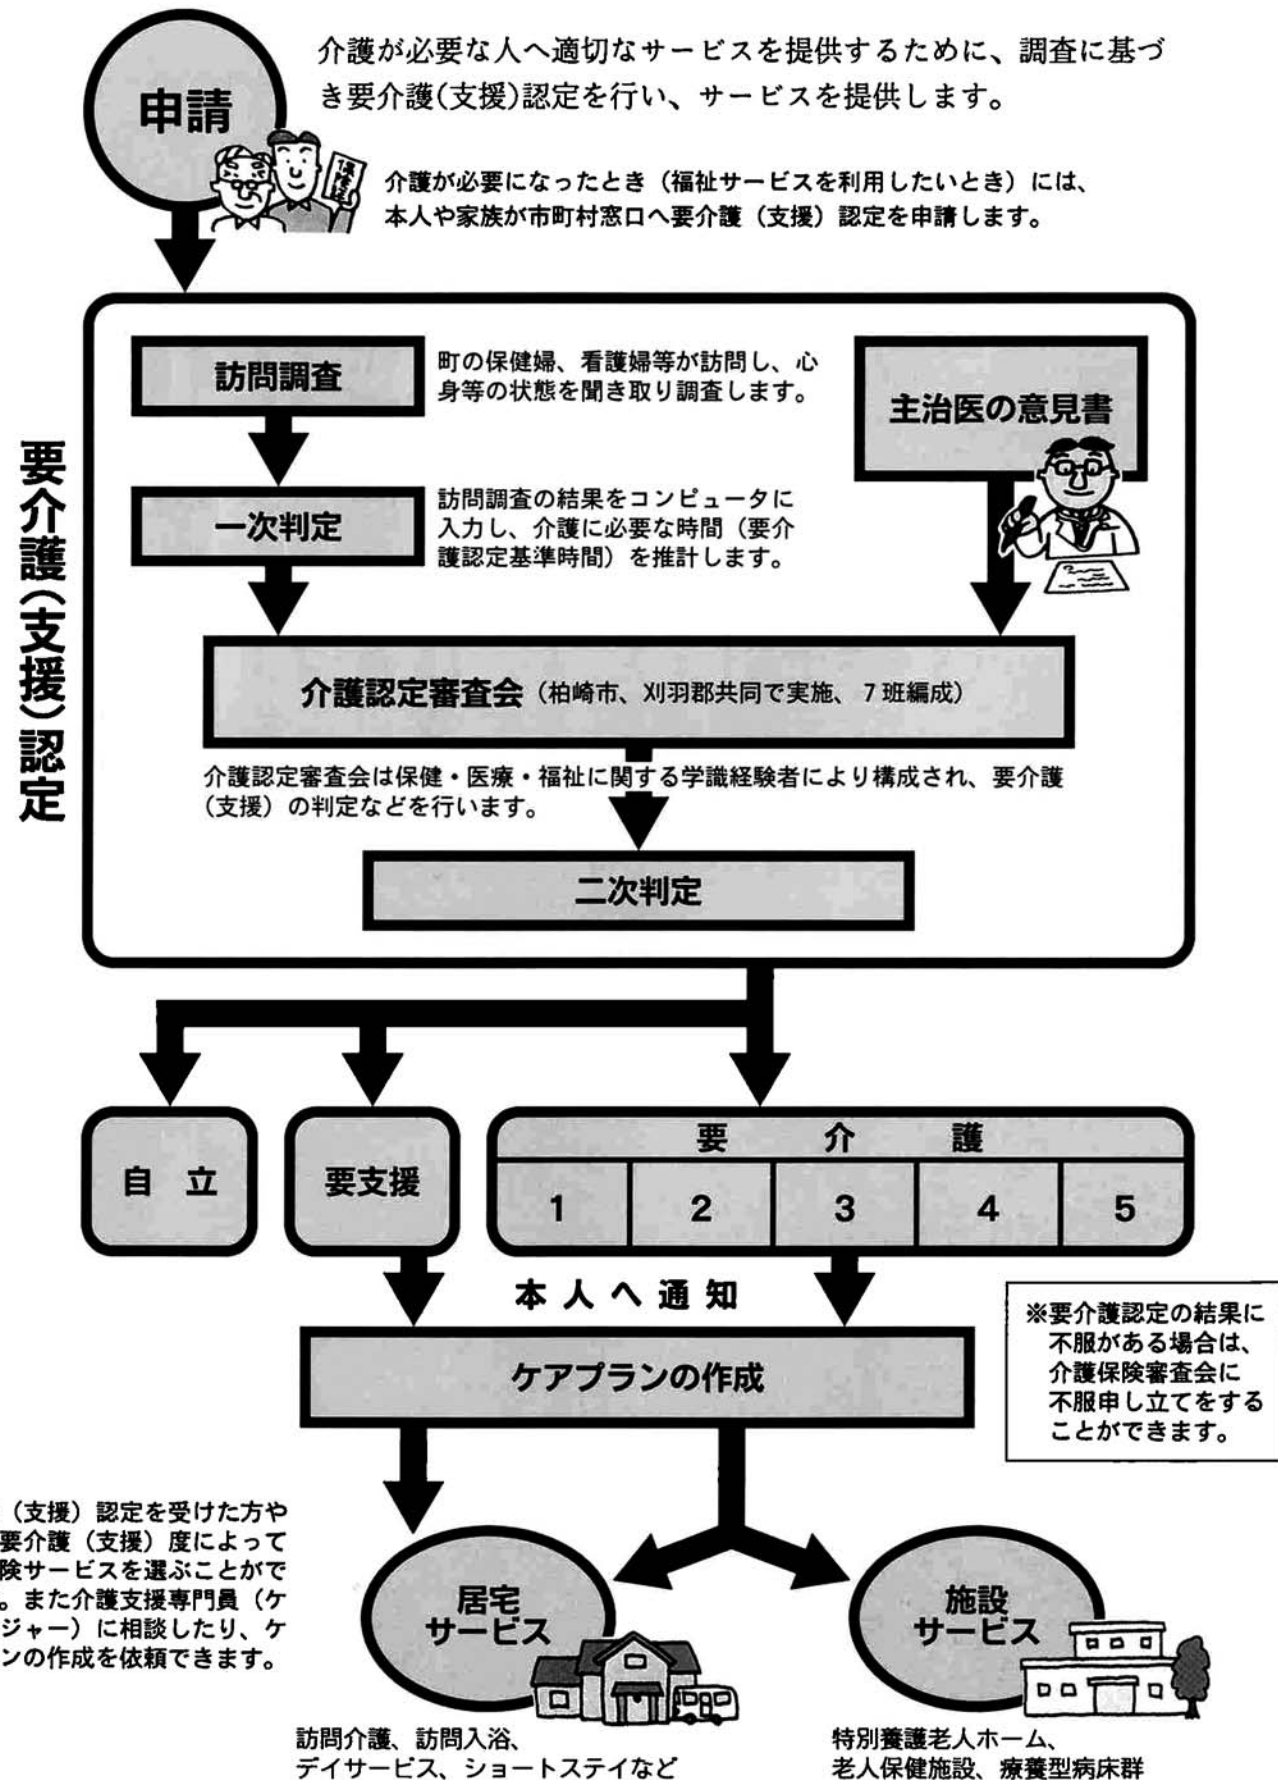 申請
介護が必要な人へ適切なサービスを提供するために、調査に基づ
き要介護(支援)認定を行い、サービスを提供します。
保険証
介護が必要になったとき（福祉サービスを利用したいとき）には、
本人や家族が市町村窓口へ要介護（支援）認定を申請します。
要介護(支援)認定
訪問調査
町の保健婦、看護婦等が訪問し、心
身等の状態を聞き取り調査します。
主治医の意見書
一次判定
訪問調査の結果をコンピュータに
入力し、介護に必要な時間（要介
護認定基準時間）を推計します。
介護認定審査会（柏崎市、刈羽郡共同で実施、７班編成）
介護認定審査会は保健・医療・福祉に関する学識経験者により構成され、要介護
（支援）の判定などを行います。
二次判定
自 立
要支援
要 介 護
1 2 3 4 5
本人へ通知
ケアプランの作成
※要介護認定の結果に
不服がある場合は、
介護保険審査会に
不服申し立てをする
ことができます。
（支援）認定を受けた方や
要介護（支援）度によって
険サービスを選ぶことがで
。また介護支援専門員（ケ
ジャー）に相談したり、ケ
ンの作成を依頼できます。
居宅
サービス
訪問介護、訪問入浴、
デイサービス、ショートステイなど
施設
サービス
特別養護老人ホーム、
老人保健施設、療養型病床群